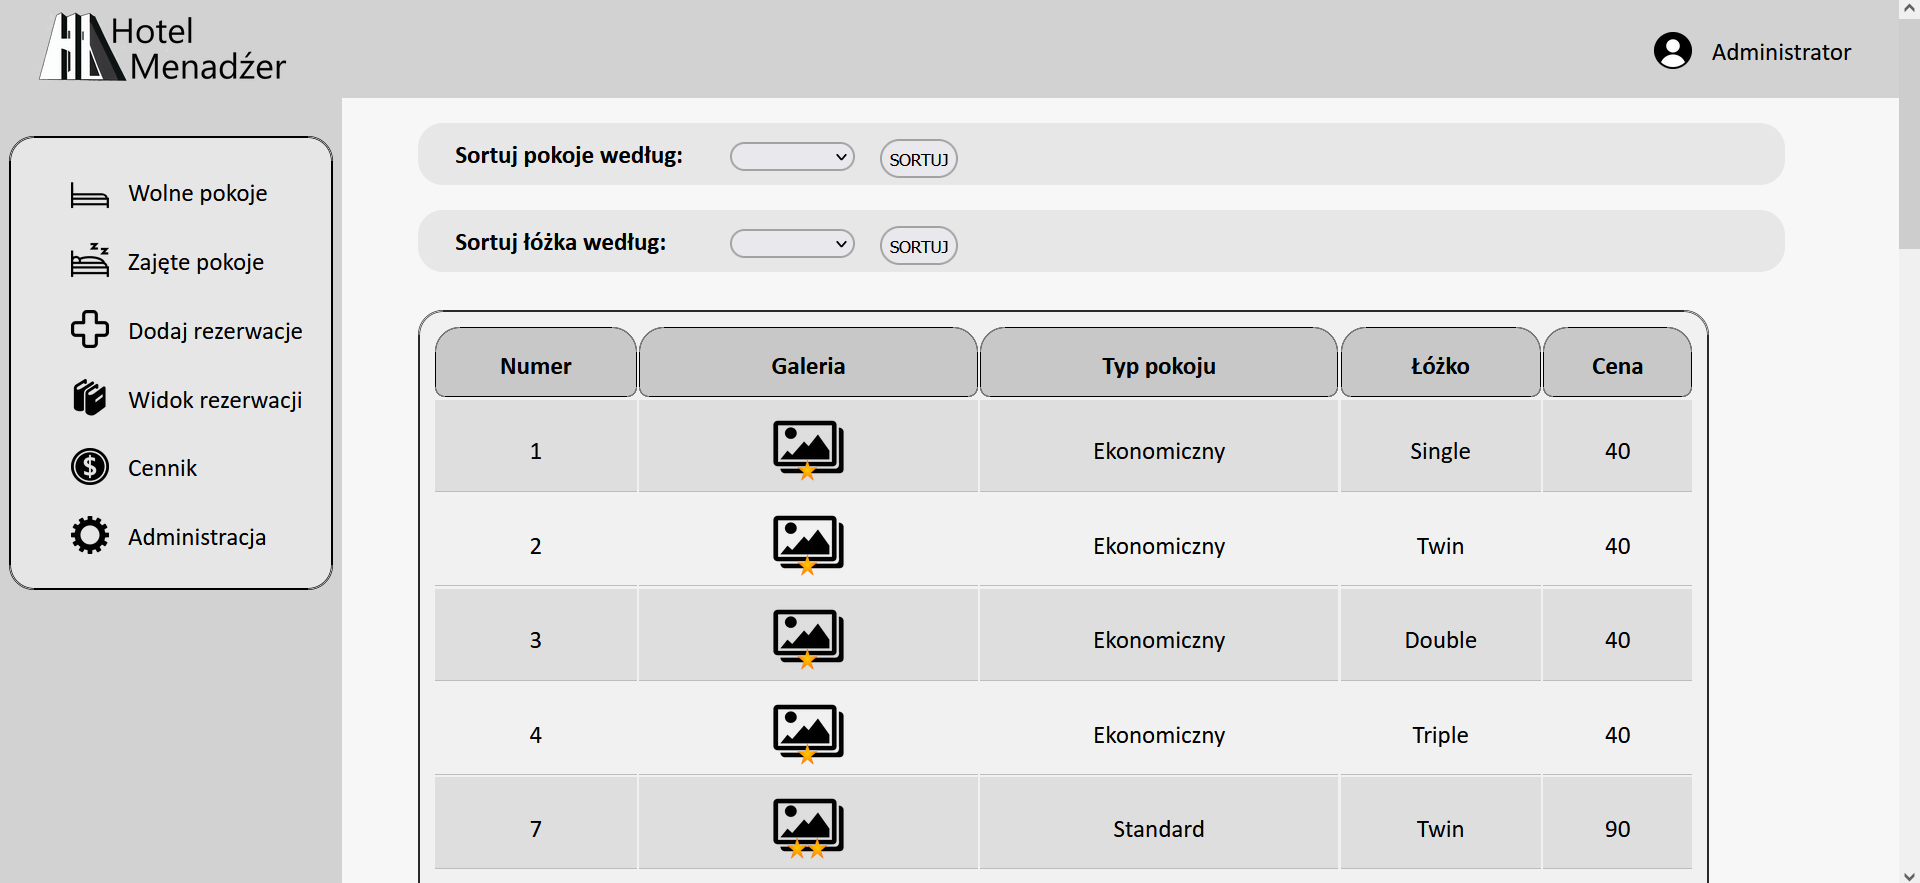 Hotel
Menadźer
Administrator
Wolne pokoje
Zajęte pokoje
Dodaj rezerwacje
Widok rezerwacji
Cennik
Administracja
Sortuj pokoje według: SORTUJ
Sortuj łóżka według: SORTUJ
Numer Galeria Typ pokoju Łóżko Cena
1 Ekonomiczny Single 40
2 Ekonomiczny Twin 40
3 Ekonomiczny Double 40
4 Ekonomiczny Triple 40
7 Standard Twin 90